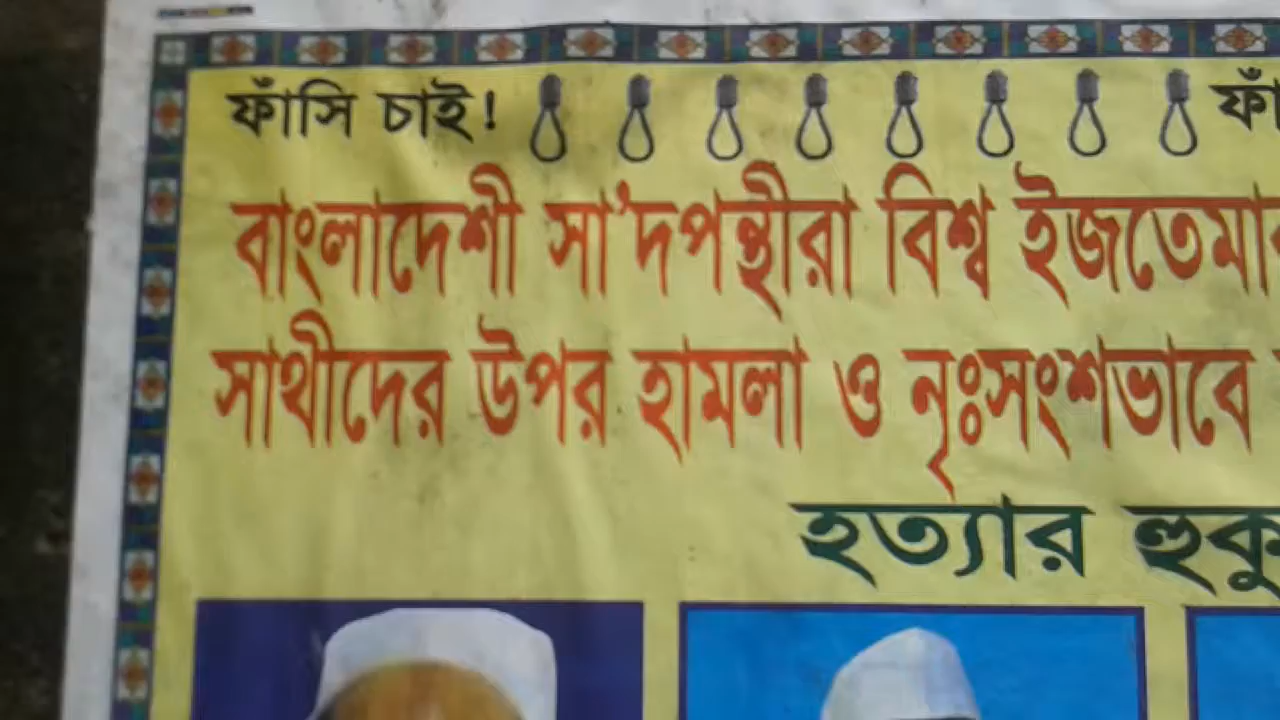 ফাঁসি চাই! ফাঁ
বাংলাদেশী সা'দপন্থীরা বিশ্ব ইজতেমার
সাথীদের উপর হামলা ও নৃঃসংশভাবে
হত্যার হুকু